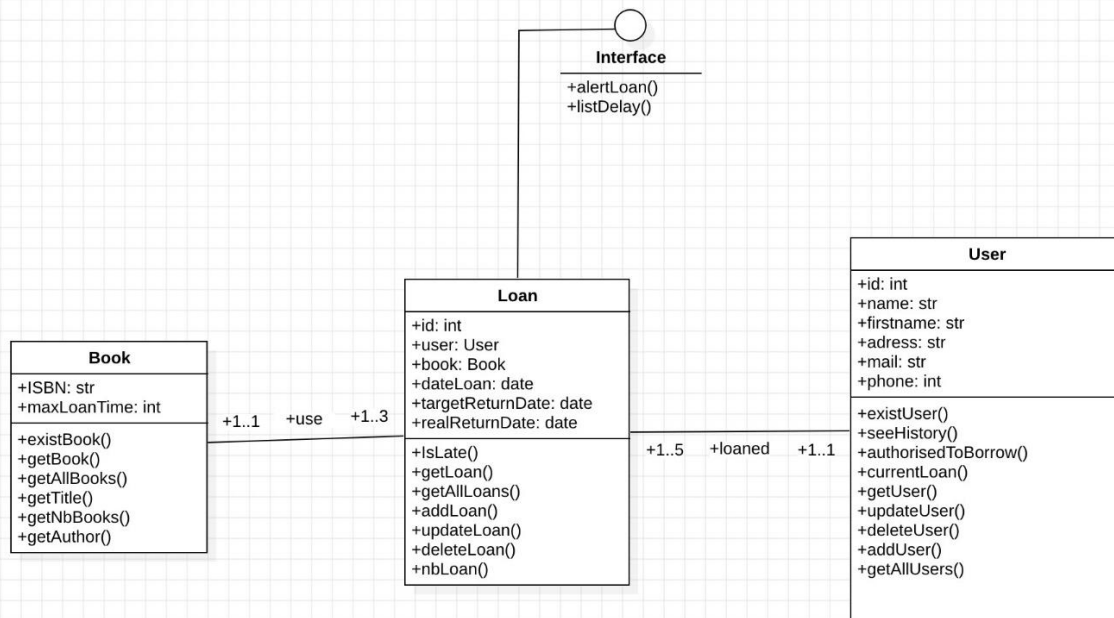 Interface
+alertLoan()
+listDelay()
Book
+ISBN: str
+maxLoanTime: int
+existBook()
+getBook()
+getAllBooks()
+getTitle()
+getNbBooks()
+getAuthor()
+1..1
+use
+1..3
Loan
+id: int
+user: User
+book: Book
+dateLoan: date
+targetReturnDate: date
+realReturnDate: date
+IsLate()
+getLoan()
+getAllLoans()
+addLoan()
+updateLoan()
+deleteLoan()
+nbLoan()
+1..5
+loaned
+1..1
User
+id: int
+name: str
+firstname: str
+adress: str
+mail: str
+phone: int
+existUser()
+seeHistory()
+authorisedToBorrow()
+currentLoan()
+getUser()
+updateUser()
+deleteUser()
+addUser()
+getAllUsers()